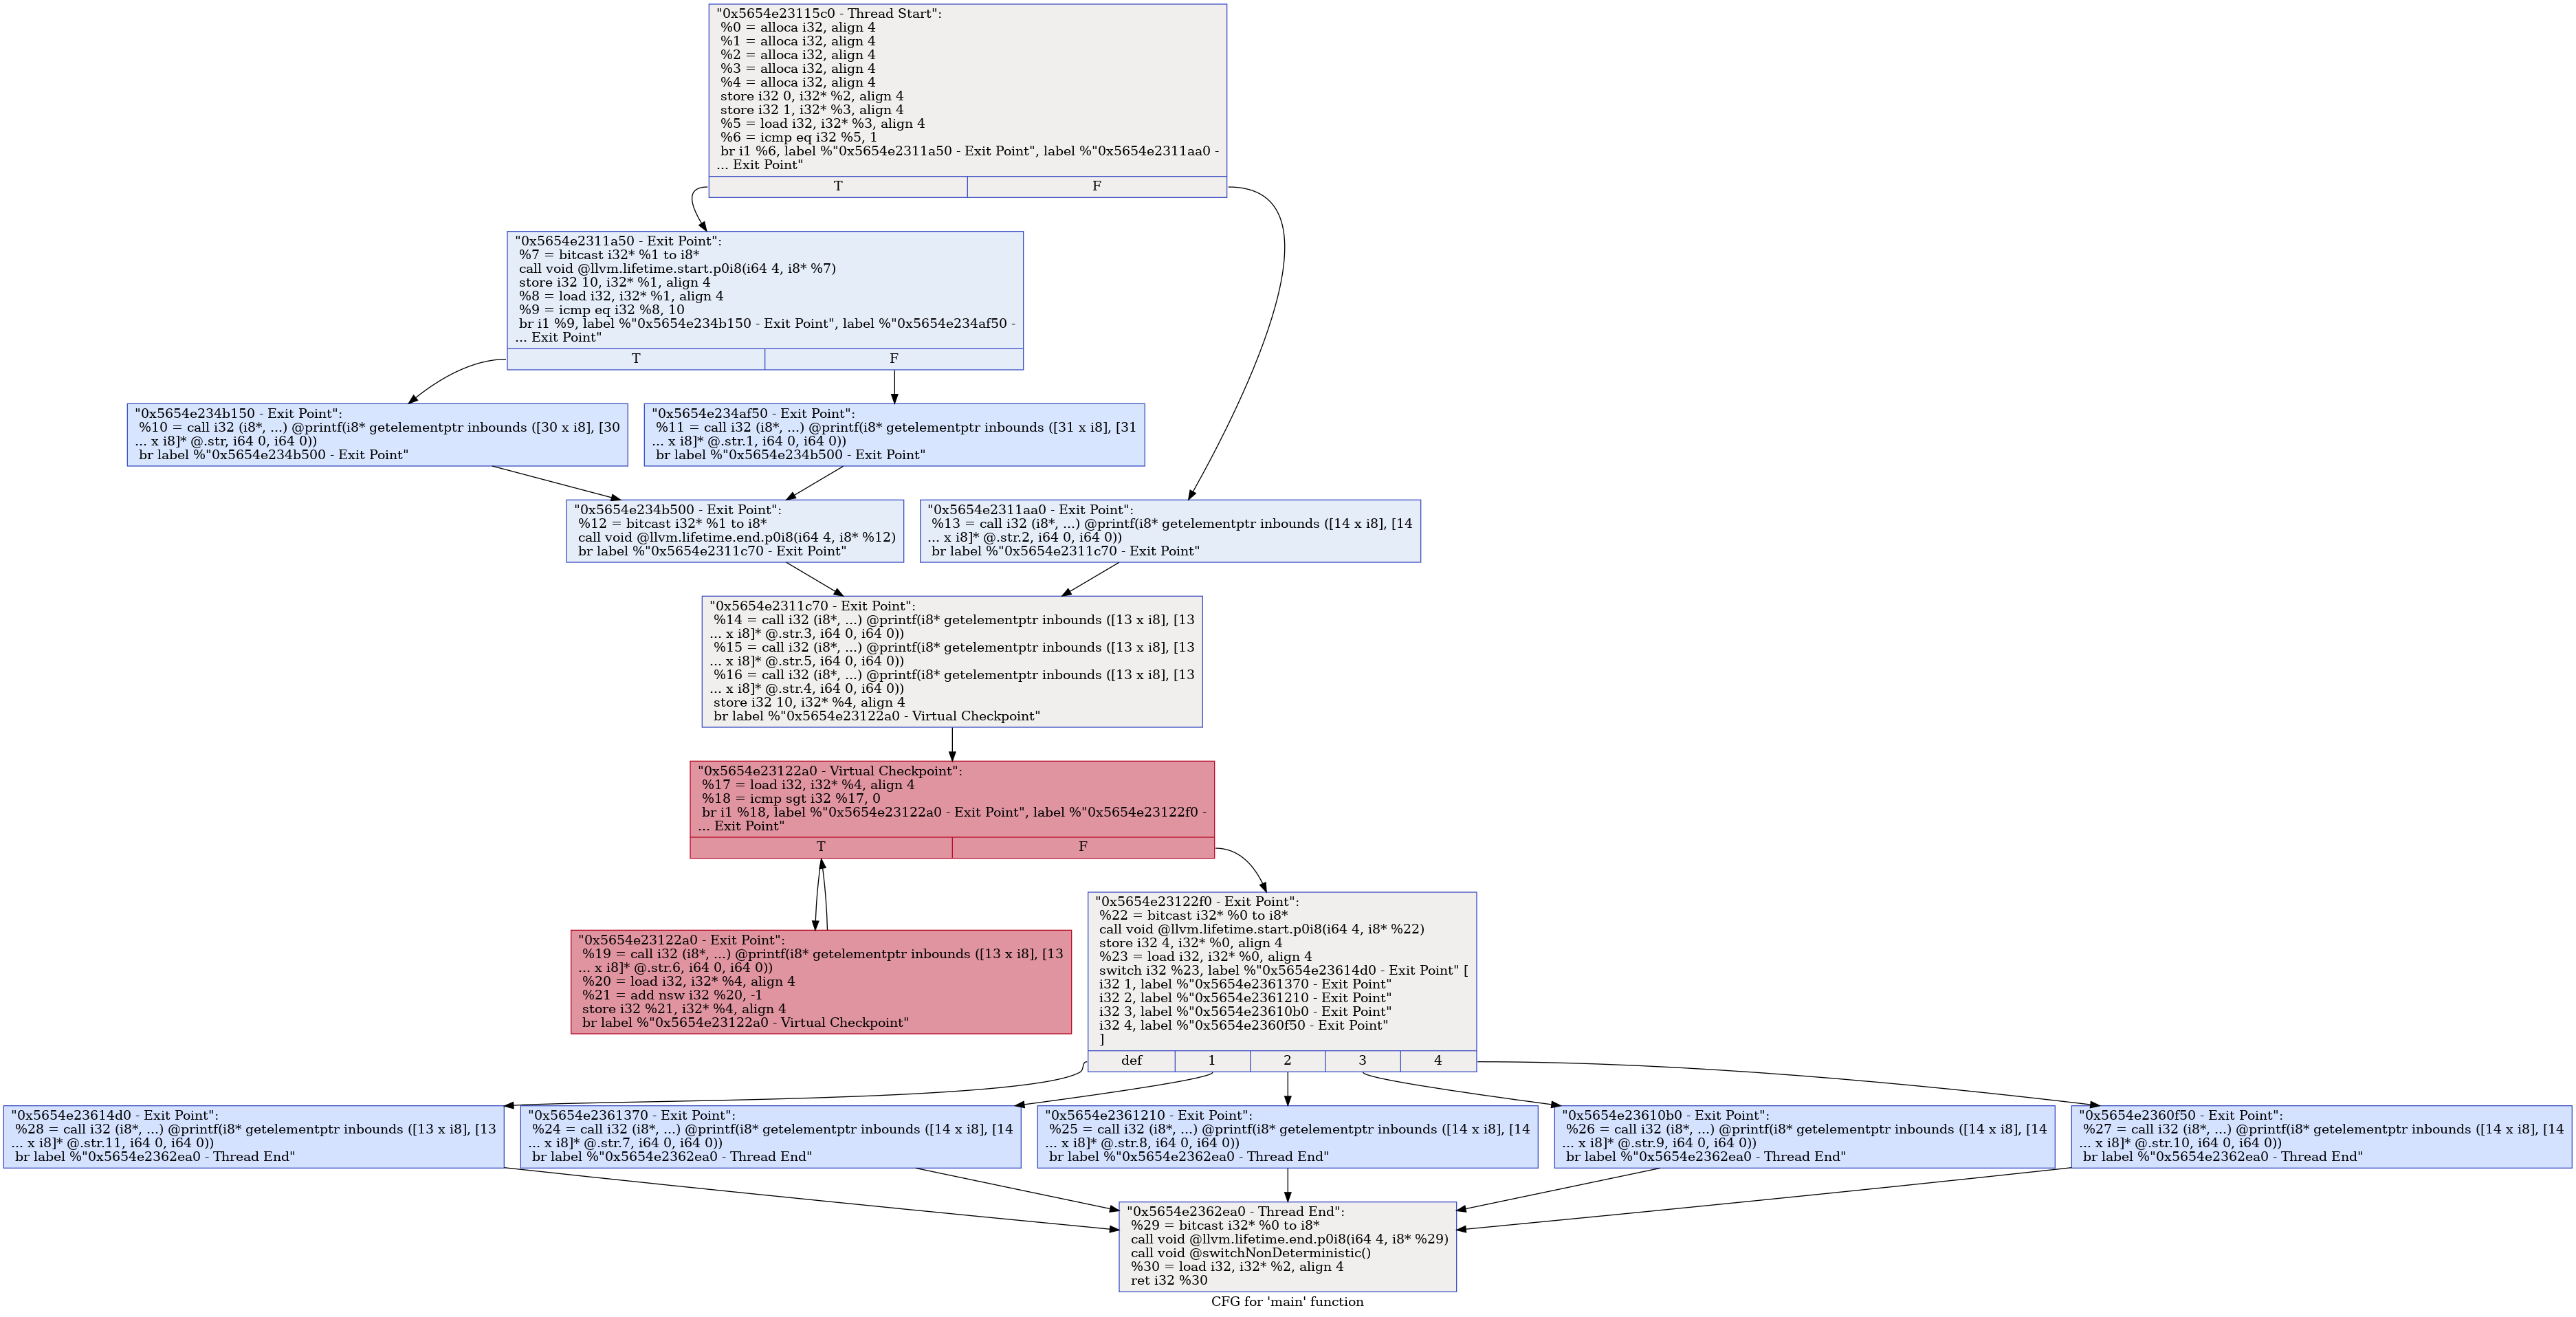 "0x5654e23115c0 - Thread Start":
%0 = alloca i32, align 4
%1 = alloca i32, align 4
%2 = alloca i32, align 4
%3 = alloca i32, align 4
%4 = alloca i32, align 4
store i32 0, i32* %2, align 4
store i32 1, i32* %3, align 4
%5 = load i32, i32* %3, align 4
%6 = icmp eq i32 %5, 1
br i1 %6, label %"0x5654e2311a50 - Exit Point", label %"0x5654e2311aa0 -
... Exit Point"
T F
"0x5654e2311a50 - Exit Point":
%7 = bitcast i32* %1 to i8*
call void @llvm.lifetime.start.p0i8(i64 4, i8* %7)
store i32 10, i32* %1, align 4
%8 = load i32, i32* %1, align 4
%9 = icmp eq i32 %8, 10
br i1 %9, label %"0x5654e234b150 - Exit Point", label %"0x5654e234af50 -
... Exit Point"
T F
"0x5654e234b150 - Exit Point":
%10 = call i32 (i8*, ...) @printf(i8* getelementptr inbounds ([30 x i8], [30
... x i8]* @.str, i64 0, i64 0))
br label %"0x5654e234b500 - Exit Point"
"0x5654e234af50 - Exit Point":
%11 = call i32 (i8*, ...) @printf(i8* getelementptr inbounds ([31 x i8], [31
... x i8]* @.str.1, i64 0, i64 0))
br label %"0x5654e234b500 - Exit Point"
"0x5654e234b500 - Exit Point":
%12 = bitcast i32* %1 to i8*
call void @llvm.lifetime.end.p0i8(i64 4, i8* %12)
br label %"0x5654e2311c70 - Exit Point"
"0x5654e2311aa0 - Exit Point":
%13 = call i32 (i8*, ...) @printf(i8* getelementptr inbounds ([14 x i8], [14
... x i8]* @.str.2, i64 0, i64 0))
br label %"0x5654e2311c70 - Exit Point"
"0x5654e2311c70 - Exit Point":
%14 = call i32 (i8*, ...) @printf(i8* getelementptr inbounds ([13 x i8], [13
... x i8]* @.str.3, i64 0, i64 0))
%15 = call i32 (i8*, ...) @printf(i8* getelementptr inbounds ([13 x i8], [13
... x i8]* @.str.5, i64 0, i64 0))
%16 = call i32 (i8*, ...) @printf(i8* getelementptr inbounds ([13 x i8], [13
... x i8]* @.str.4, i64 0, i64 0))
store i32 10, i32* %4, align 4
br label %"0x5654e23122a0 - Virtual Checkpoint"
"0x5654e23122a0 - Virtual Checkpoint":
%17 = load i32, i32* %4, align 4
%18 = icmp sgt i32 %17, 0
br i1 %18, label %"0x5654e23122a0 - Exit Point", label %"0x5654e23122f0 -
... Exit Point"
T F
"0x5654e23122a0 - Exit Point":
%19 = call i32 (i8*, ...) @printf(i8* getelementptr inbounds ([13 x i8], [13
... x i8]* @.str.6, i64 0, i64 0))
%20 = load i32, i32* %4, align 4
%21 = add nsw i32 %20, -1
store i32 %21, i32* %4, align 4
br label %"0x5654e23122a0 - Virtual Checkpoint"
"0x5654e23122f0 - Exit Point":
%22 = bitcast i32* %0 to i8*
call void @llvm.lifetime.start.p0i8(i64 4, i8* %22)
store i32 4, i32* %0, align 4
%23 = load i32, i32* %0, align 4
switch i32 %23, label %"0x5654e23614d0 - Exit Point" [
i32 1, label %"0x5654e2361370 - Exit Point"
i32 2, label %"0x5654e2361210 - Exit Point"
i32 3, label %"0x5654e23610b0 - Exit Point"
i32 4, label %"0x5654e2360f50 - Exit Point"
]
def 1 2 3 4
"0x5654e23614d0 - Exit Point":
%28 = call i32 (i8*, ...) @printf(i8* getelementptr inbounds ([13 x i8], [13
... x i8]* @.str.11, i64 0, i64 0))
br label %"0x5654e2362ea0 - Thread End"
"0x5654e2361370 - Exit Point":
%24 = call i32 (i8*, ...) @printf(i8* getelementptr inbounds ([14 x i8], [14
... x i8]* @.str.7, i64 0, i64 0))
br label %"0x5654e2362ea0 - Thread End"
"0x5654e2361210 - Exit Point":
%25 = call i32 (i8*, ...) @printf(i8* getelementptr inbounds ([14 x i8], [14
... x i8]* @.str.8, i64 0, i64 0))
br label %"0x5654e2362ea0 - Thread End"
"0x5654e23610b0 - Exit Point":
%26 = call i32 (i8*, ...) @printf(i8* getelementptr inbounds ([14 x i8], [14
... x i8]* @.str.9, i64 0, i64 0))
br label %"0x5654e2362ea0 - Thread End"
"0x5654e2360f50 - Exit Point":
%27 = call i32 (i8*, ...) @printf(i8* getelementptr inbounds ([14 x i8], [14
... x i8]* @.str.10, i64 0, i64 0))
br label %"0x5654e2362ea0 - Thread End"
"0x5654e2362ea0 - Thread End":
%29 = bitcast i32* %0 to i8*
call void @llvm.lifetime.end.p0i8(i64 4, i8* %29)
call void @switchNonDeterministic()
%30 = load i32, i32* %2, align 4
ret i32 %30
CFG for 'main' function